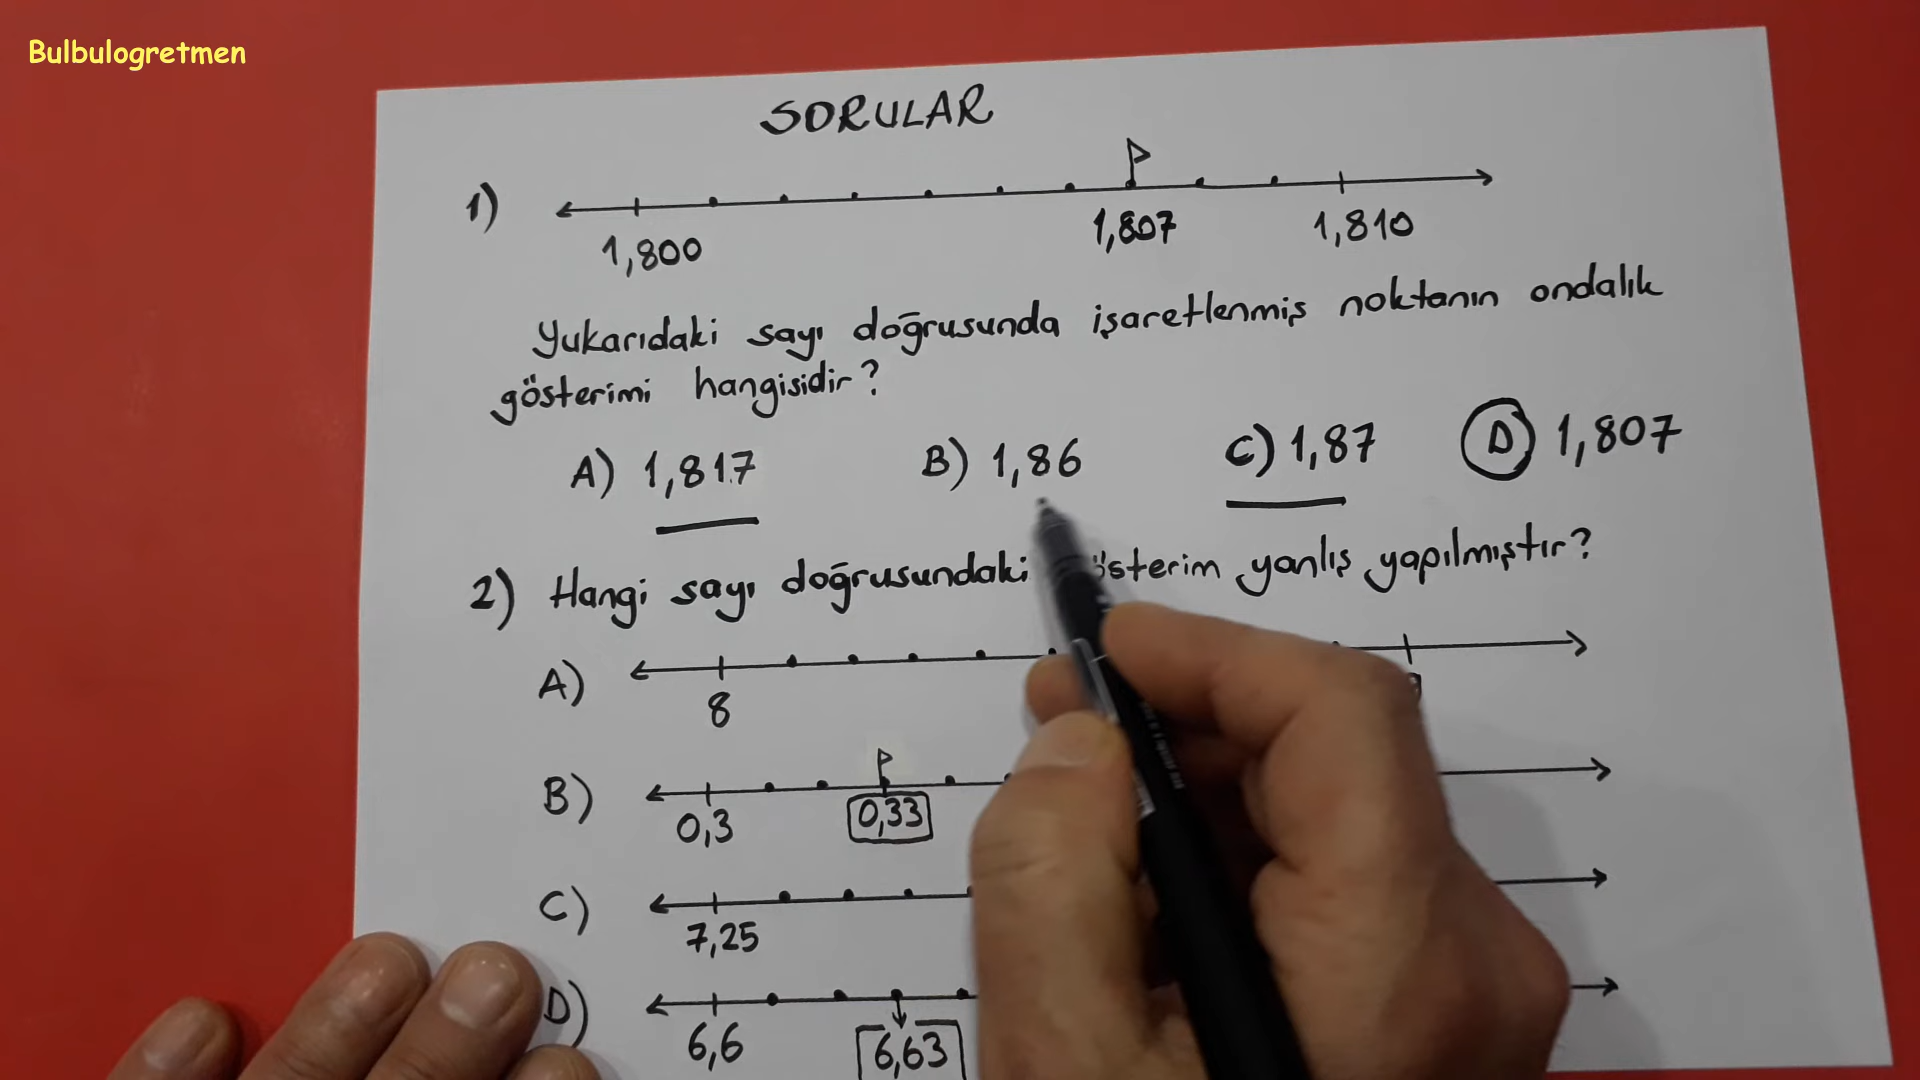 Bulbulogretmen
SORULAR
1)
1,807
1,800 1,810
Yukarıdaki sayı doğrusunda işaretlenmiş noktanın ondalık
gösterimi hangisidir?
A) 1,817 B) 1,86 C) 1,87 D) 1,807
2) Hangi sayı doğrusundaki yanlış yapılmıştır?
A)
8
B)
0,3 0,33
C)
7,25
D)
6,6 6,63